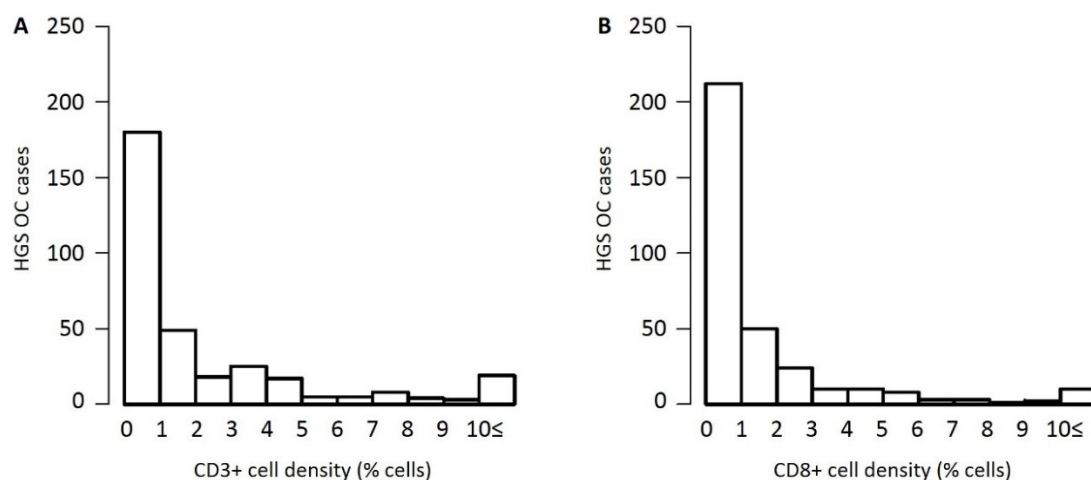 A
HGS OC cases
250
200
150
100
50
0
0 1 2 3 4 5 6 7 8 9 10≤
CD3+ cell density (% cells)
B
HGS OC cases
250
200
150
100
50
0
0 1 2 3 4 5 6 7 8 9 10≤
CD8+ cell density (% cells)